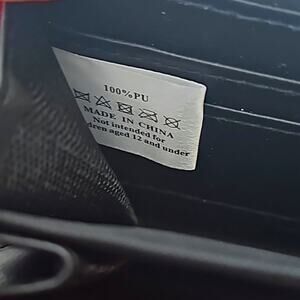 100%PU
MADE IN CHINA
Not intended for
dren aged 12 and under